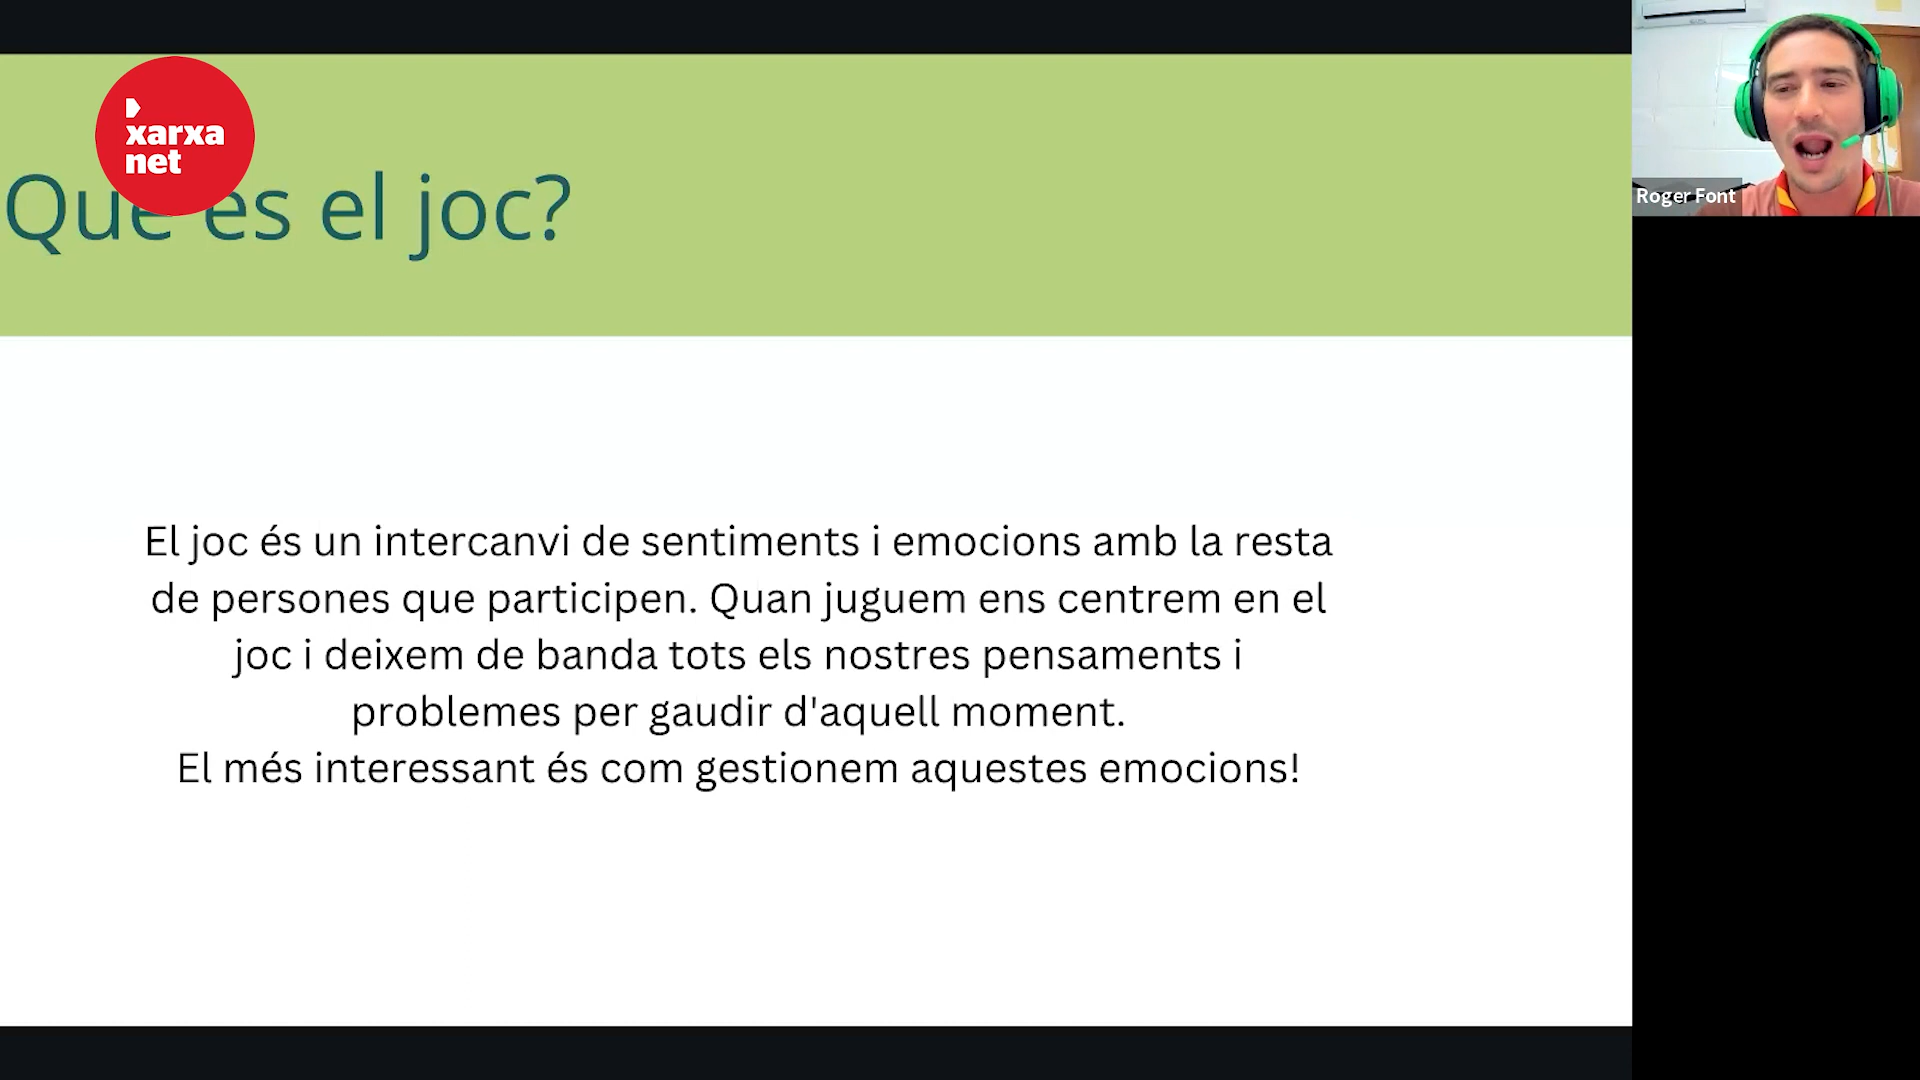 xarxa
net
Què és el joc?
Roger Font
El joc és un intercanvi de sentiments i emocions amb la resta
de persones que participen. Quan juguem ens centrem en el
joc i deixem de banda tots els nostres pensaments i
problemes per gaudir d'aquell moment.
El més interessant és com gestionem aquestes emocions!